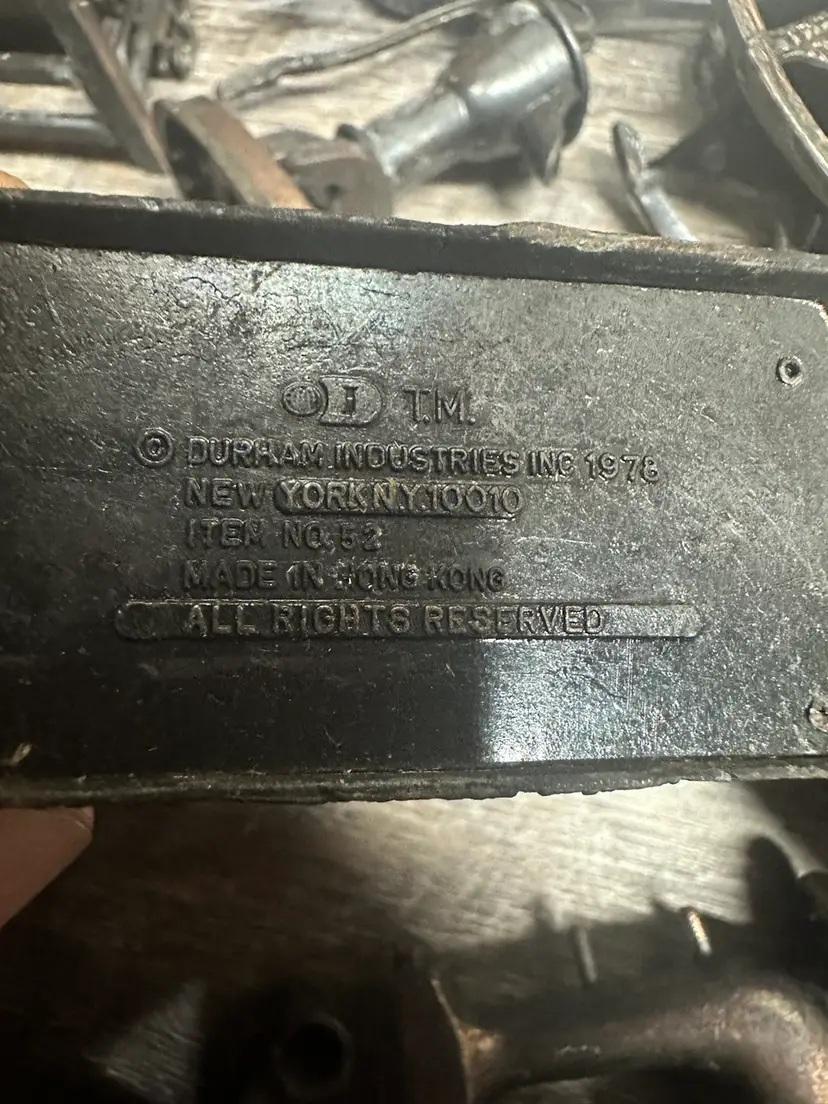 D T.M.
© DURHAM INDUSTRIES INC 1978
NEW YORK N.Y. 10010
ITEM NO. 52
MADE IN HONG KONG
ALL RIGHTS RESERVED